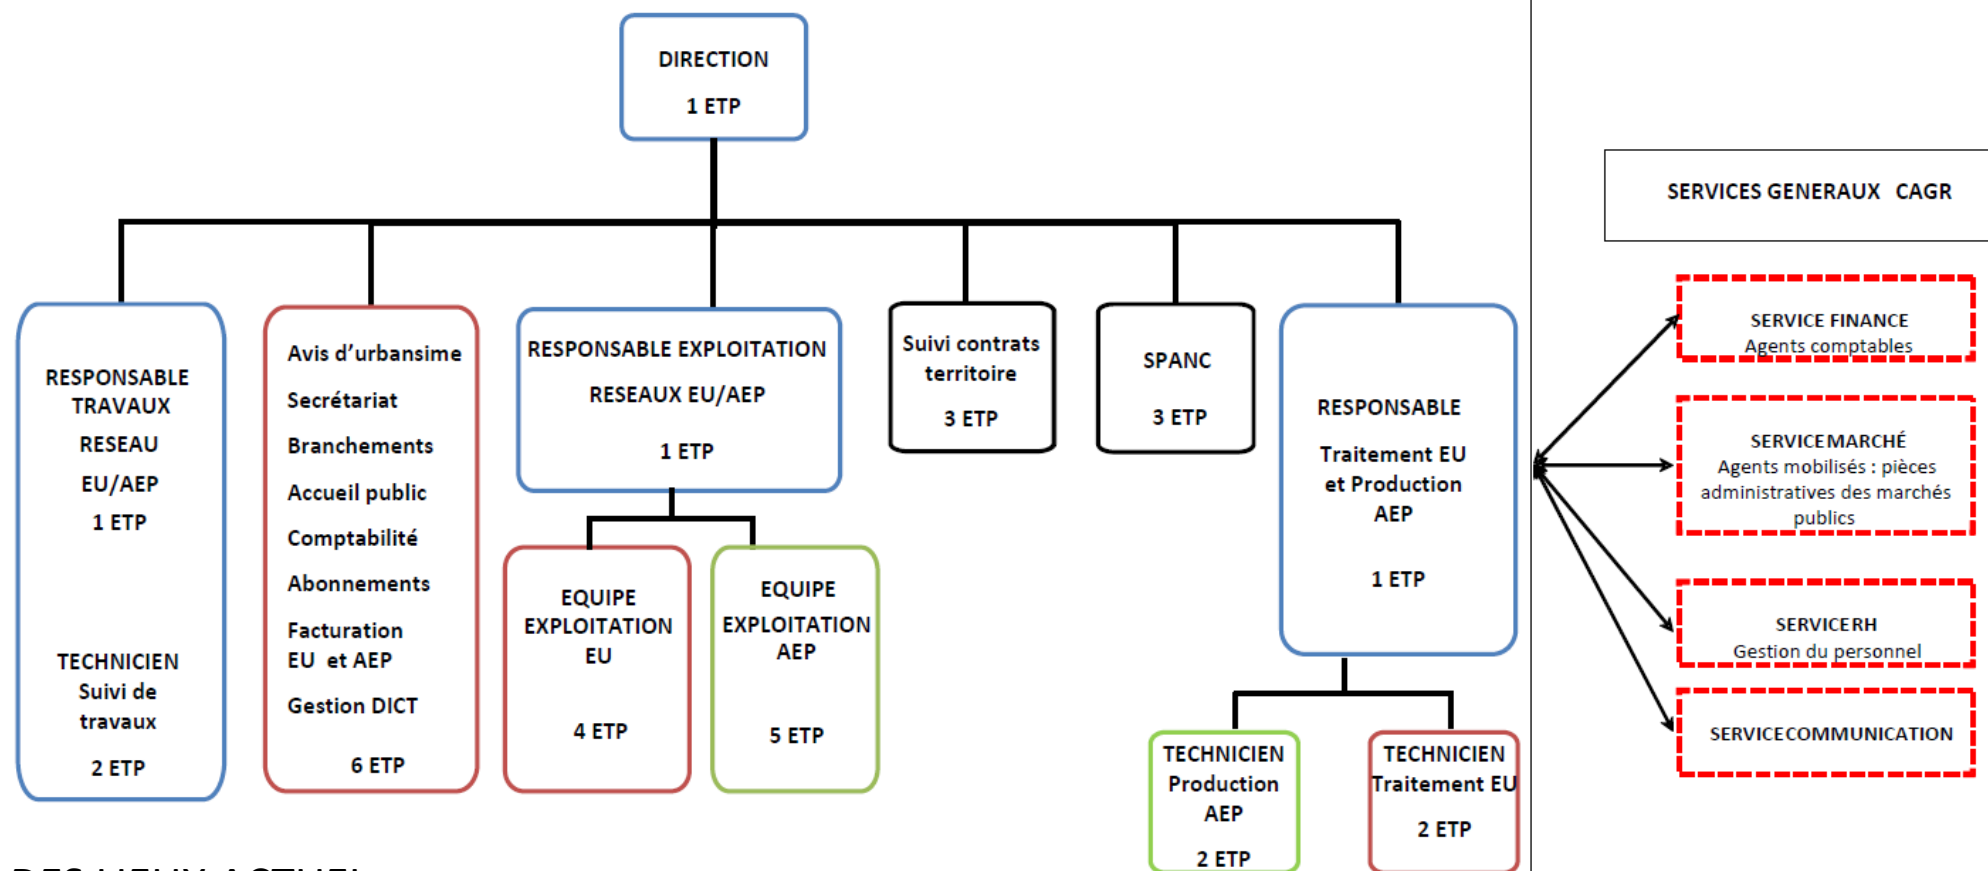 DIRECTION
1 ETP
RESPONSABLE
TRAVAUX
RESEAU
EU/AEP
1 ETP
TECHNICIEN
Suivi de
travaux
2 ETP
Avis d’urbansime
Secrétariat
Branchements
Accueil public
Comptabilité
Abonnements
Facturation
EU et AEP
Gestion DICT
6 ETP
RESPONSABLE EXPLOITATION
RESEAUX EU/AEP
1 ETP
EQUIPE
EXPLOITATION
EU
4 ETP
EQUIPE
EXPLOITATION
AEP
5 ETP
Suivi contrats
territoire
3 ETP
SPANC
3 ETP
RESPONSABLE
Traitement EU
et Production
AEP
1 ETP
TECHNICIEN
Production
AEP
2 ETP
TECHNICIEN
Traitement EU
2 ETP
SERVICES GENERAUX CAGR
SERVICE FINANCE
Agents comptables
SERVICE MARCHÉ
Agents mobilisés : pièces
administratives des marchés
publics
SERVICE RH
Gestion du personnel
SERVICE COMMUNICATION
DES LIEUX ACTUEL